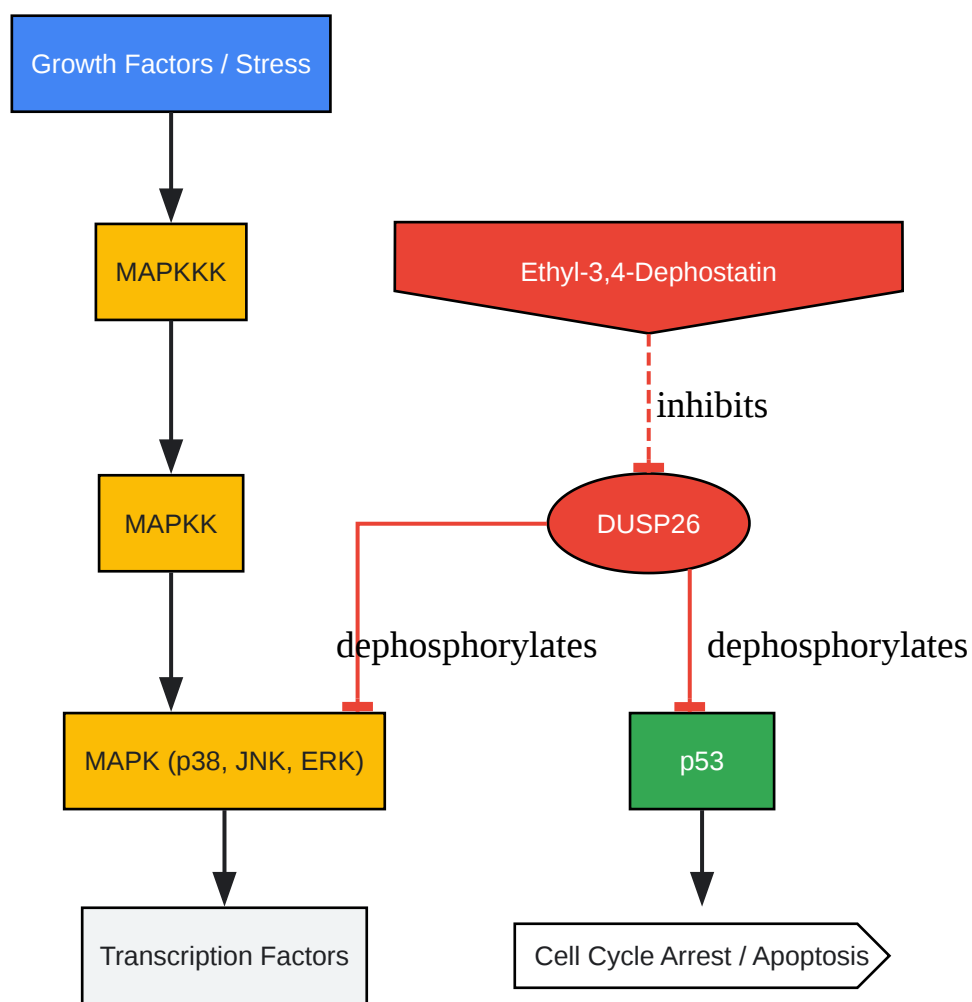 Growth Factors / Stress
MAPKKK
Ethyl-3,4-Dephostatin
inhibits
MAPKK
DUSP26
dephosphorylates
dephosphorylates
MAPK (p38, JNK, ERK)
p53
Transcription Factors
Cell Cycle Arrest / Apoptosis